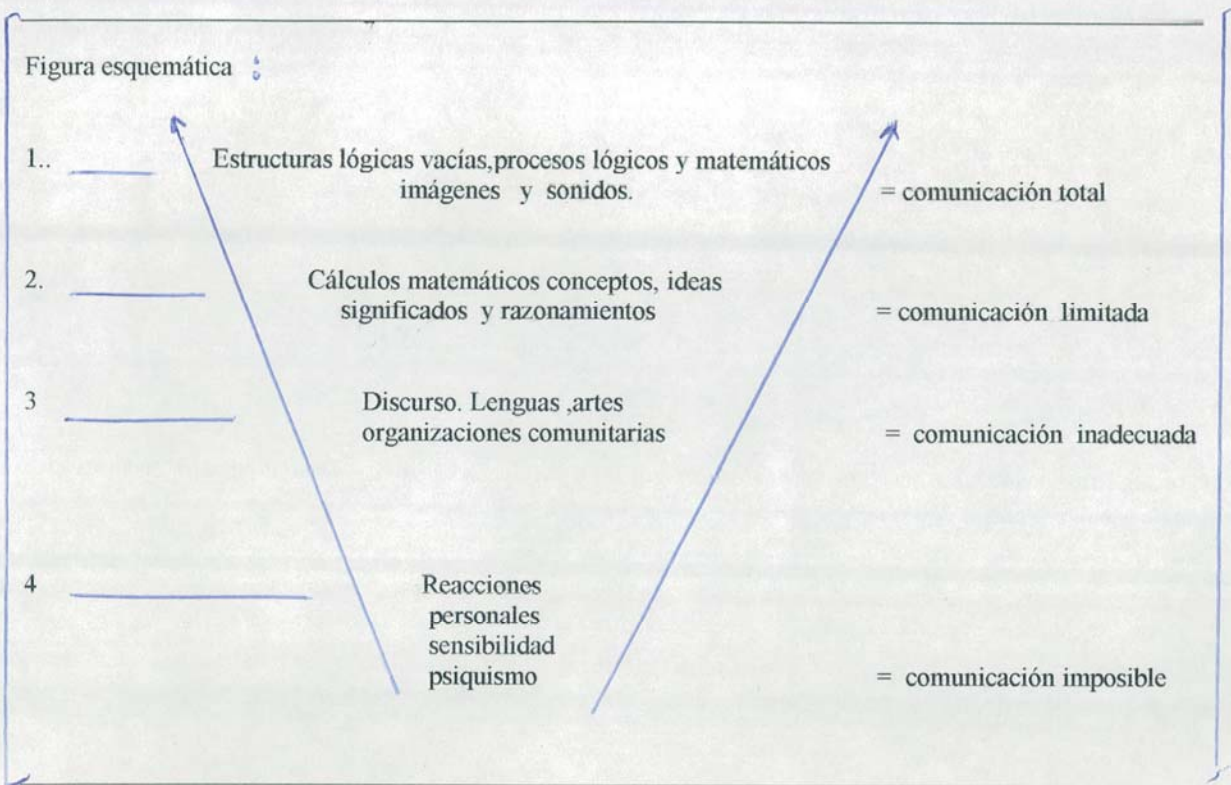 Figura esquemática :
1.. Estructuras lógicas vacías,procesos lógicos y matemáticos
imágenes y sonidos. = comunicación total
2. Cálculos matemáticos conceptos, ideas
significados y razonamientos = comunicación limitada
3 Discurso. Lenguas ,artes
organizaciones comunitarias = comunicación inadecuada
4 Reacciones
personales
sensibilidad
psiquismo = comunicación imposible